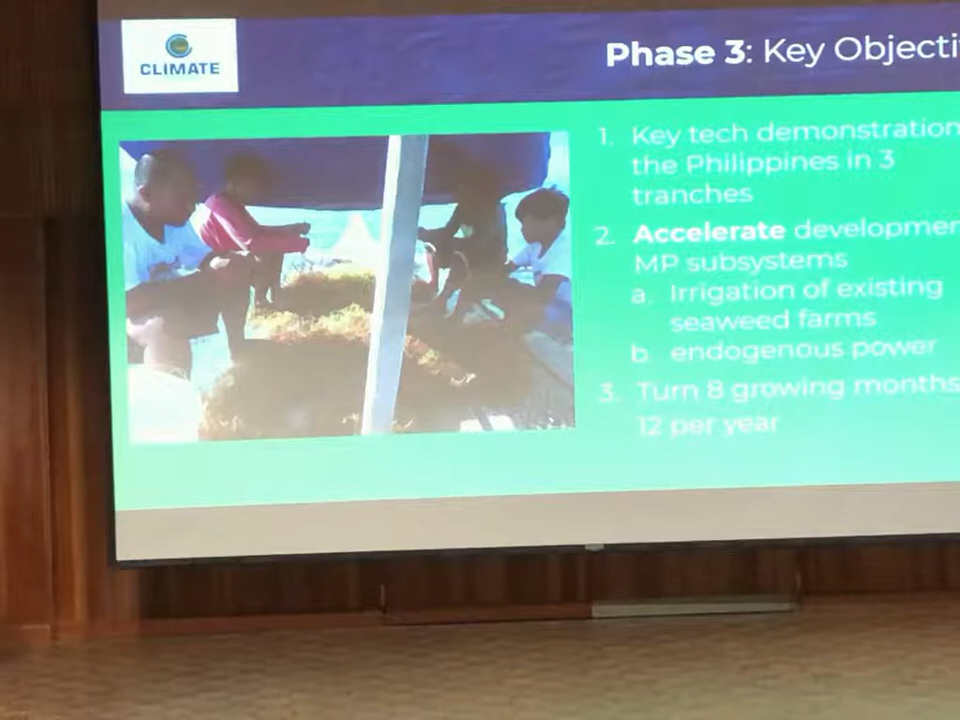 CLIMATE
Phase 3: Key Objecti
1. Key tech demonstration
the Philippines in 3
tranches
2. Accelerate developmen
MP subsystems
a. Irrigation of existing
seaweed farms
b endogenous power
3. Turn 8 growing months
12 per year